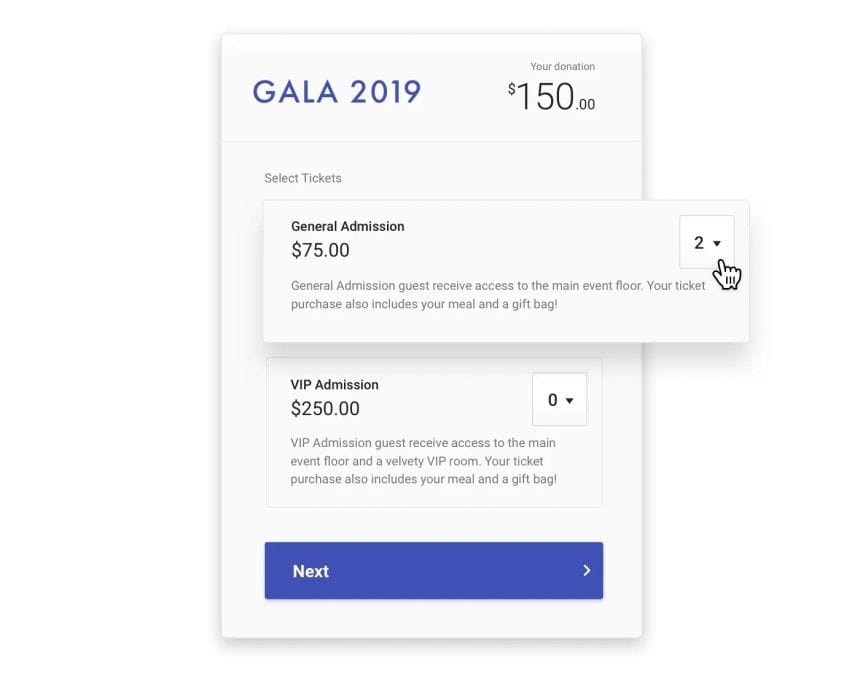 Your donation
GALA 2019
$150.00
Select Tickets
General Admission
$75.00
2
General Admission guest receive access to the main event floor. Your ticket
purchase also includes your meal and a gift bag!
VIP Admission
$250.00
0
VIP Admission guest receive access to the main
event floor and a velvety VIP room. Your ticket
purchase also includes your meal and a gift bag!
Next